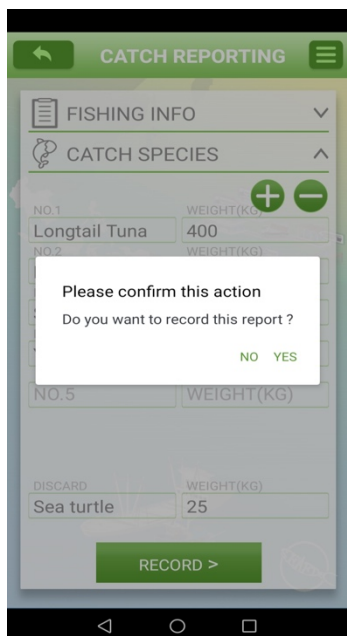 CATCH REPORTING
FISHING INFO
CATCH SPECIES
NO.1 WEIGHT(KG)
Longtail Tuna 400
NO.2 WEIGHT(KG)
Please confirm this action
Do you want to record this report ?
NO YES
NO.5 WEIGHT(KG)
DISCARD WEIGHT(KG)
Sea turtle 25
RECORD >